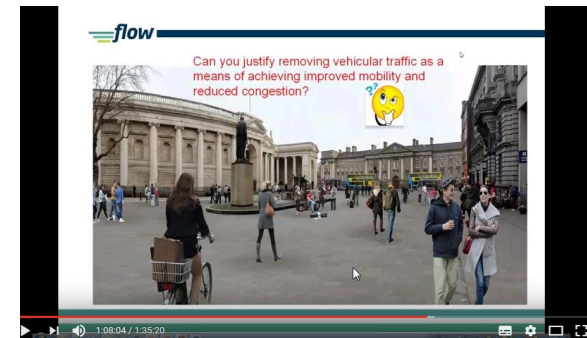 flow
Can you justify removing vehicular traffic as a
means of achieving improved mobility and
reduced congestion?
??
1:08:04 / 1:35:20